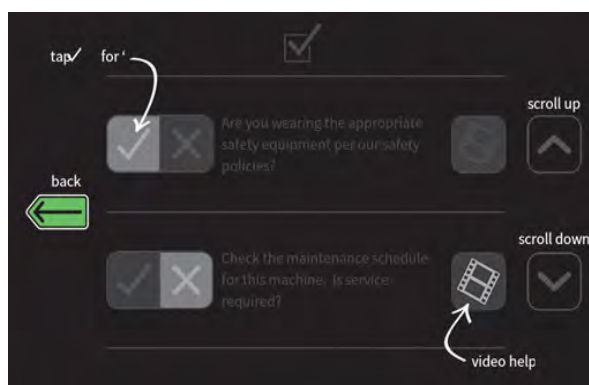 tap✓ for ‘
scroll up
Are you wearing the appropriate
safety equipment per our safety
policies?
back
scroll down
Check the maintenance schedule
for this machine. Is service
required?
video help